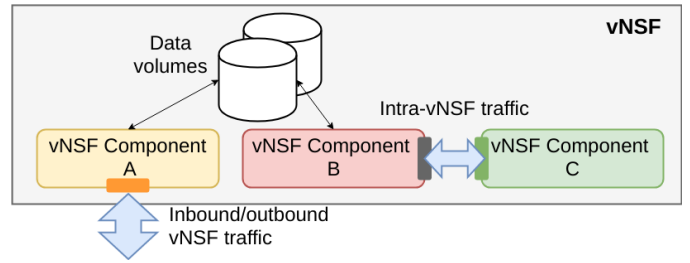 vNSF
Data
volumes
Intra-vNSF traffic
vNSF Component
A
vNSF Component
B
vNSF Component
C
Inbound/outbound
vNSF traffic